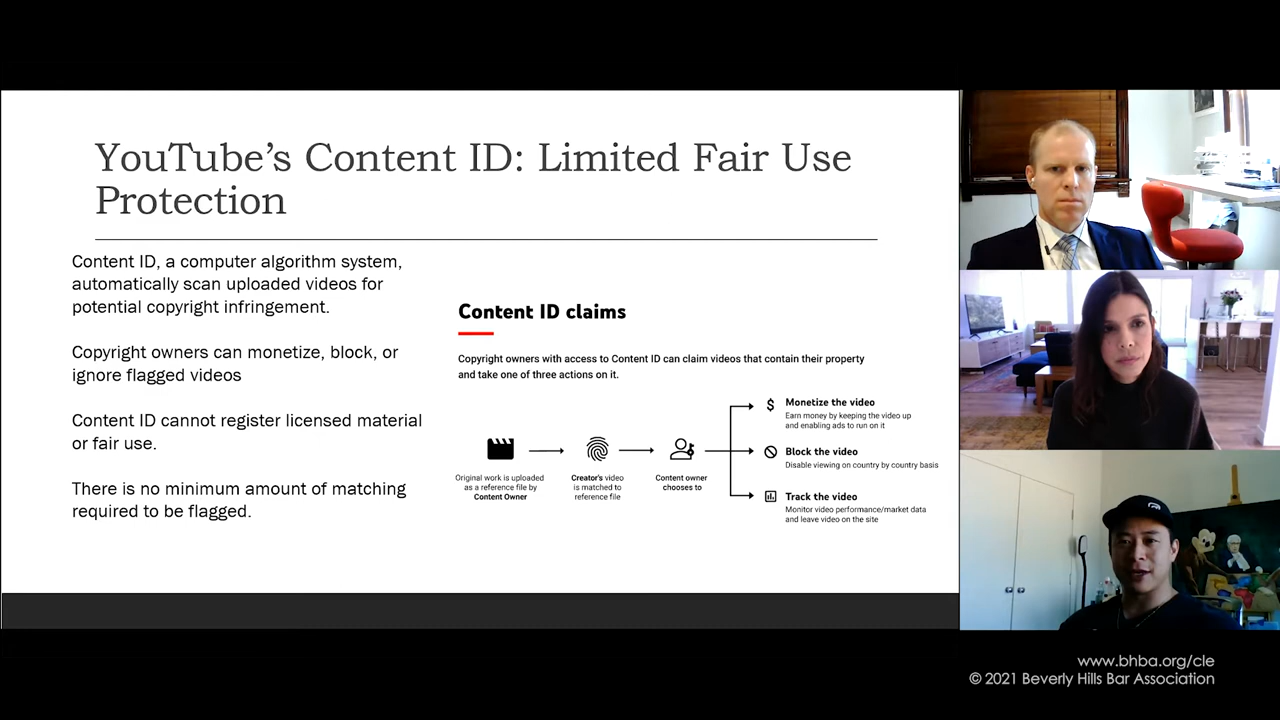 YouTube's Content ID: Limited Fair Use
Protection
Content ID, a computer algorithm system,
automatically scan uploaded videos for
potential copyright infringement.
Copyright owners can monetize, block, or
ignore flagged videos
Content ID cannot register licensed material
or fair use.
There is no minimum amount of matching
required to be flagged.
Content ID claims
Copyright owners with access to Content ID can claim videos that contain their property
and take one of three actions on it.
Original work is uploaded
as a reference file by
Content Owner
Creator's video
is matched to
reference file
Content owner
chooses to
$
Monetize the video
Earn money by keeping the video up
and enabling ads to run on it
Block the video
Disable viewing on country by country basis
Track the video
Monitor video performance/market data
and leave video on the site
www.bhba.org/cle
© 2021 Beverly Hills Bar Association